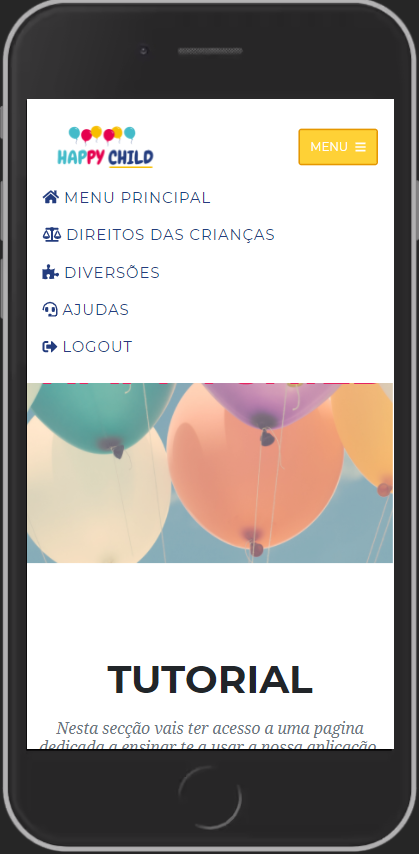 HAPPY CHILD
MENU
MENU PRINCIPAL
DIREITOS DAS CRIANÇAS
DIVERSÕES
AJUDAS
LOGOUT
TUTORIAL
Nesta secção vais ter acesso a uma pagina
dedicada a ensinar te a usar a nossa aplicação